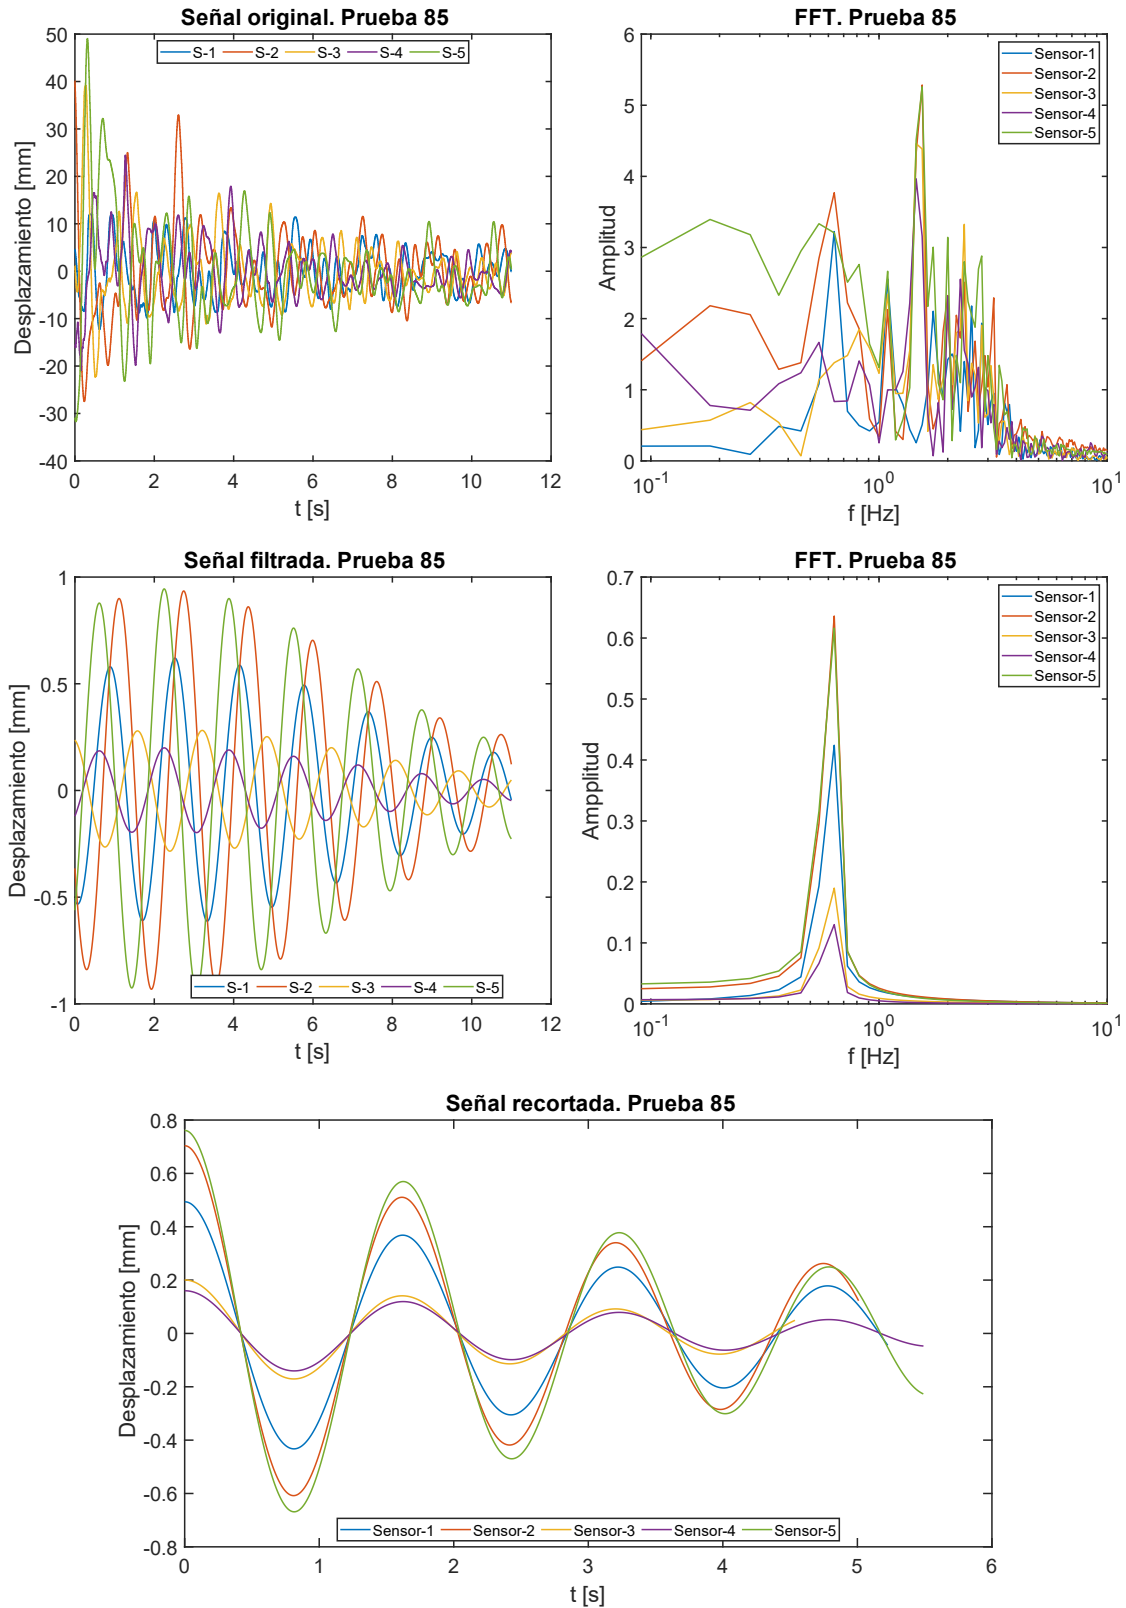 Señal original. Prueba 85
S-1 S-2 S-3 S-4 S-5
50
40
30
20
10
0
-10
-20
-30
-40
Desplazamiento [mm]
0 2 4 6 8 10 12
t [s]
FFT. Prueba 85
Sensor-1
Sensor-2
Sensor-3
Sensor-4
Sensor-5
6
5
4
3
2
1
0
Amplitud
10^-1 10^0 10^1
f [Hz]
Señal filtrada. Prueba 85
1
0.5
0
-0.5
-1
Desplazamiento [mm]
S-1 S-2 S-3 S-4 S-5
0 2 4 6 8 10 12
t [s]
FFT. Prueba 85
Sensor-1
Sensor-2
Sensor-3
Sensor-4
Sensor-5
0.7
0.6
0.5
0.4
0.3
0.2
0.1
0
Ampplitud
10^-1 10^0 10^1
f [Hz]
Señal recortada. Prueba 85
0.8
0.6
0.4
0.2
0
-0.2
-0.4
-0.6
-0.8
Desplazamiento [mm]
Sensor-1 Sensor-2 Sensor-3 Sensor-4 Sensor-5
0 1 2 3 4 5 6
t [s]